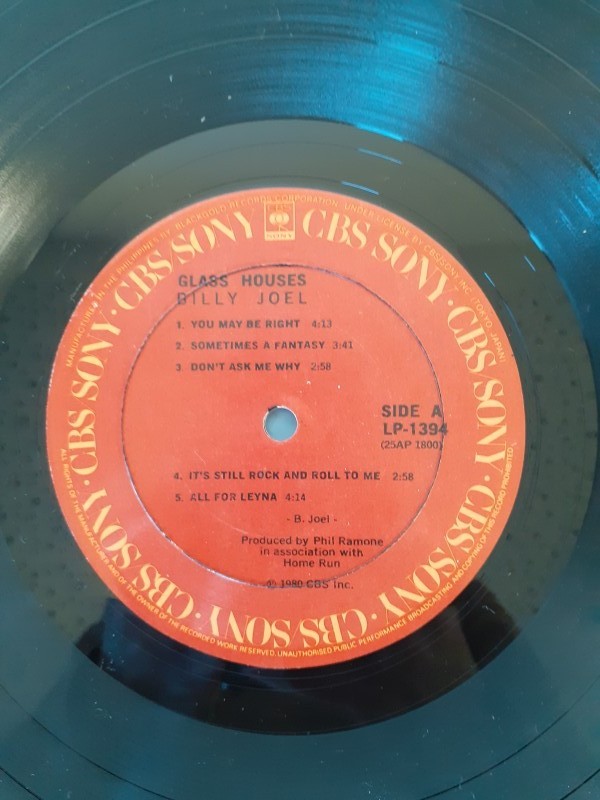 MANUFACTURED IN THE PHILIPPINES BY BLACKGOLD RECORDS CORPORATION, UNDER LICENSE BY CBS/SONY INC. (TOKYO, JAPAN)
CBS SONY · CBS/SONY CBS SONY · CBS SONY · CBS/SONY · CBS/SONY · CBS/SONY ·
CBS
SONY
GLASS HOUSES
BILLY JOEL
1. YOU MAY BE RIGHT 4:13
2. SOMETIMES A FANTASY 3:41
3. DON'T ASK ME WHY 2:58
SIDE A
LP-1394
(25AP 1800)
4. IT'S STILL ROCK AND ROLL TO ME 2:58
5. ALL FOR LEYNA 4:14
- B. Joel -
Produced by Phil Ramone
in association with
Home Run
© 1980 CBS Inc.
ALL RIGHTS OF THE MANUFACTURER AND OF THE OWNER OF THE RECORDED WORK RESERVED. UNAUTHORISED PUBLIC PERFORMANCE BROADCASTING AND COPYING OF THIS RECORD PROHIBITED